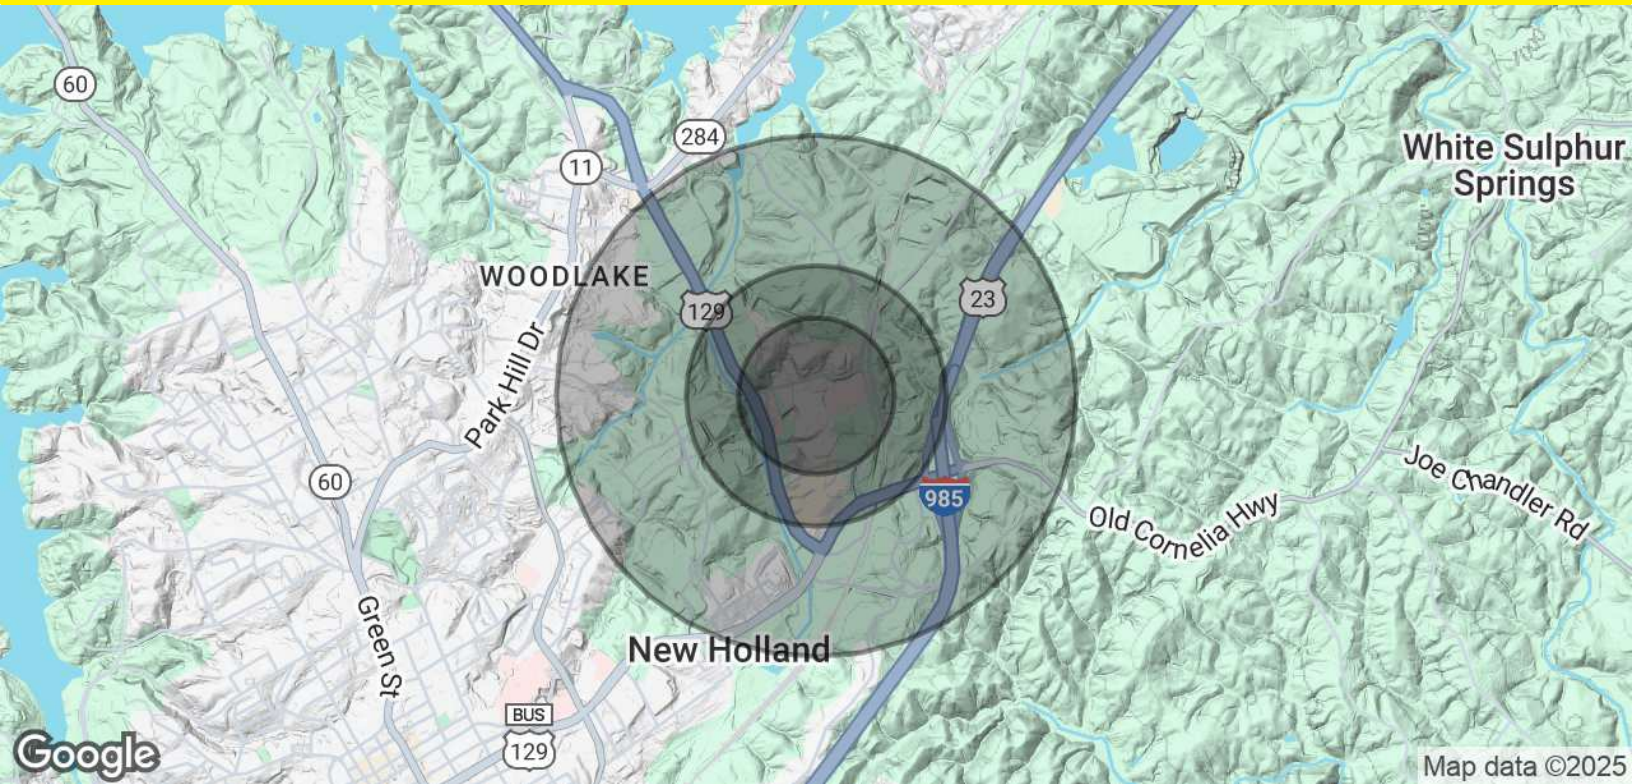 60
284
11
White Sulphur
Springs
WOODLAKE
129
23
Park Hill Dr
60
985
Old Cornelia Hwy
Joe Chandler Rd
Green St
New Holland
BUS
129
Google
Map data ©2025